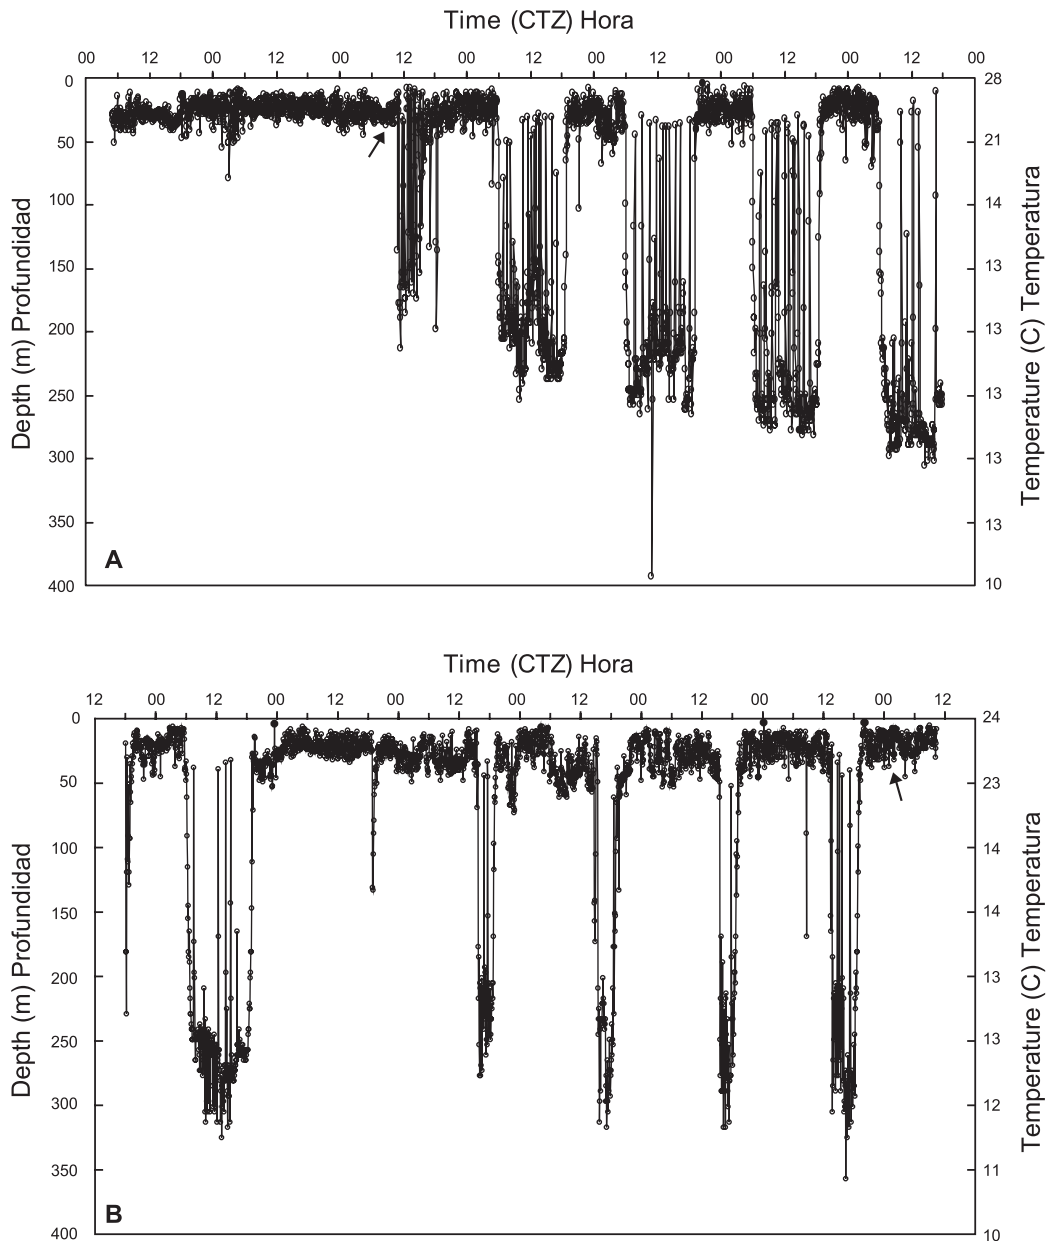 Time (CTZ) Hora
00 12 00 12 00 12 00 12 00 12 00 12 00 12 00
0 28
50 21
100 14
150 13
200 13
250 13
300 13
350 13
400 10
Depth (m) Profundidad
Temperature (C) Temperatura
A
Time (CTZ) Hora
12 00 12 00 12 00 12 00 12 00 12 00 12 00 12
0 24
50 23
100 14
150 14
200 13
250 13
300 12
350 11
400 10
Depth (m) Profundidad
Temperature (C) Temperatura
B